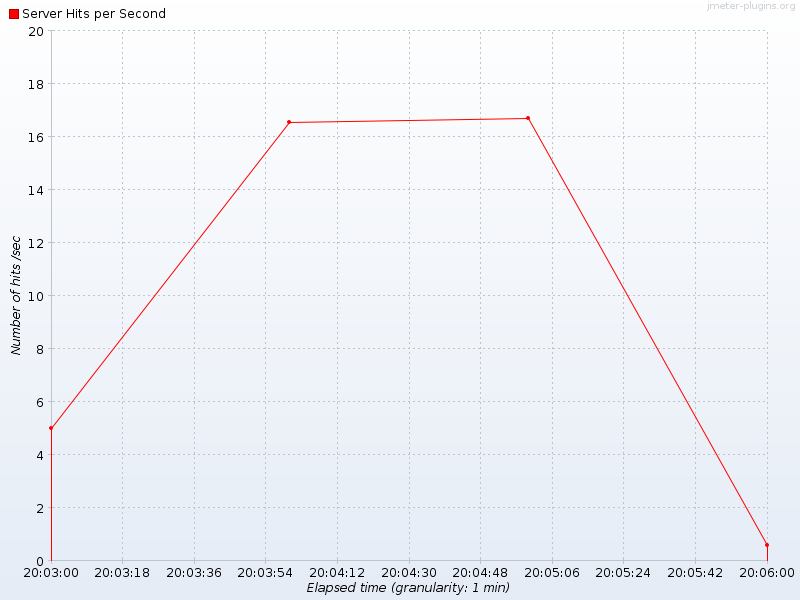 jmeter-plugins.org
Server Hits per Second
20
18
16
14
12
10
8
6
4
2
0
Number of hits /sec
20:03:00 20:03:18 20:03:36 20:03:54 20:04:12 20:04:30 20:04:48 20:05:06 20:05:24 20:05:42 20:06:00
Elapsed time (granularity: 1 min)